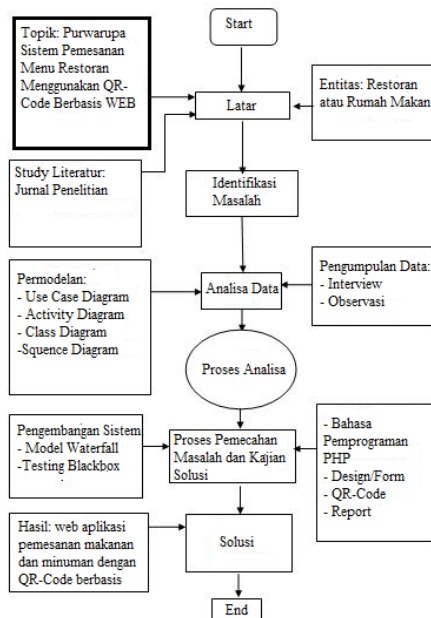 Start
Topik: Purwarupa
Sistem Pemesanan
Menu Restoran
Menggunakan QR-
Code Berbasis WEB
Latar
Entitas: Restoran
atau Rumah Makan
Study Literatur:
Jurnal Penelitian
Identifikasi
Masalah
Permodelan:
- Use Case Diagram
- Activity Diagram
- Class Diagram
-Squence Diagram
Analisa Data
Pengumpulan Data:
- Interview
- Observasi
Proses Analisa
Pengembangan Sistem
- Model Waterfall
-Testing Blackbox
Proses Pemecahan
Masalah dan Kajian
Solusi
- Bahasa
Pemprograman
PHP
- Design/Form
- QR-Code
- Report
Hasil: web aplikasi
pemesanan makanan
dan minuman dengan
QR-Code berbasis
Solusi
End